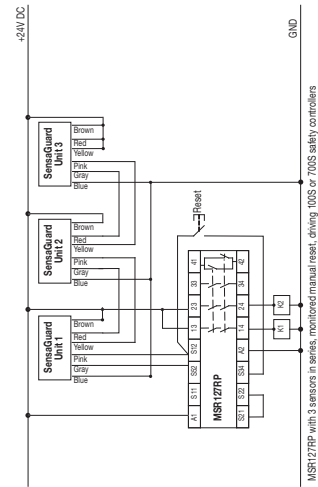 +24V DC
GND
SensaGuard
Unit 3
Brown
Red
Yellow
Pink
Gray
Blue
SensaGuard
Unit 2
Brown
Red
Yellow
Pink
Gray
Blue
SensaGuard
Unit 1
Brown
Red
Yellow
Pink
Gray
Blue
Reset
A1
S11
S52
S12
13
23
33
41
MSR127RP
S21
S22
S34
A2
14
24
34
42
K1
K2
MSR127RP with 3 sensors in series, monitored manual reset, driving 100S or 700S safety controllers